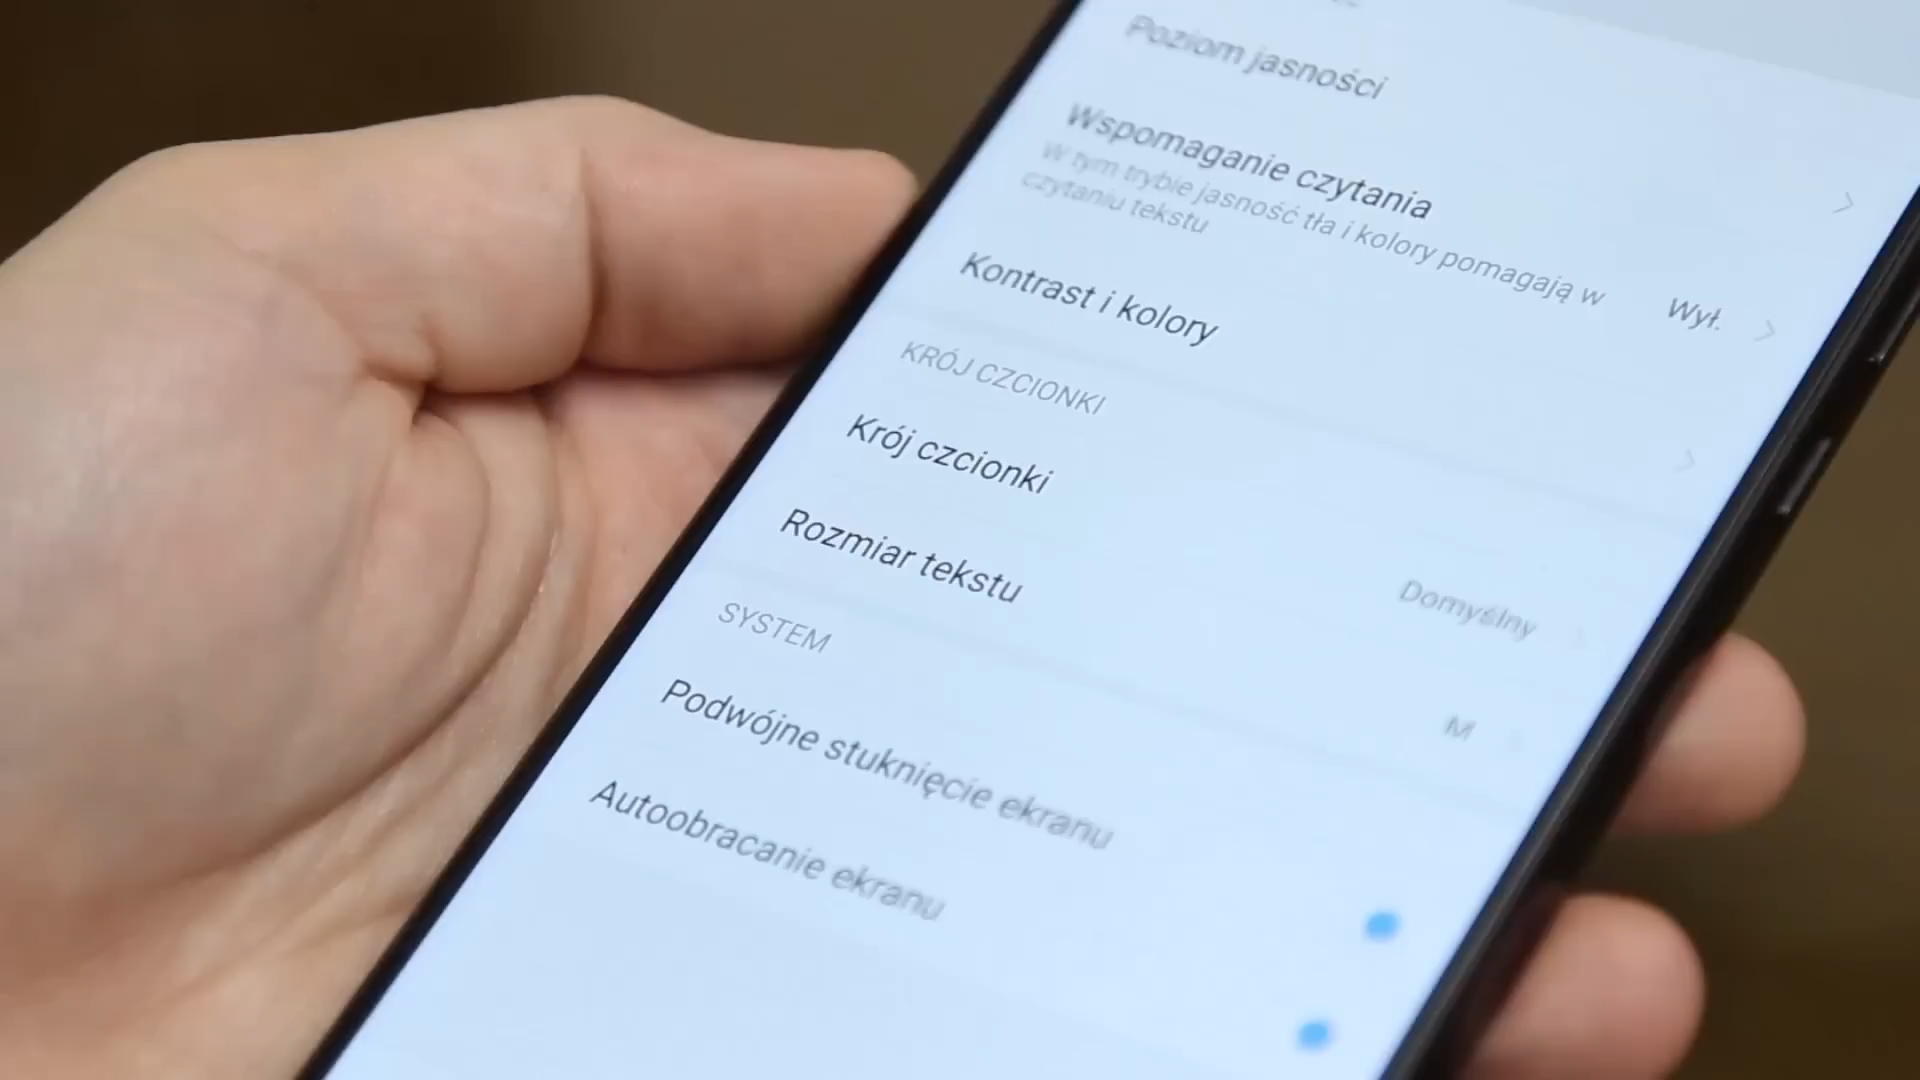 Poziom jasności
Wspomaganie czytania
W tym trybie jasność tła i kolory pomagają w
czytaniu tekstu
Wył.
Kontrast i kolory
KRÓJ CZCIONKI
Krój czcionki
Domyślny
Rozmiar tekstu
M
SYSTEM
Podwójne stuknięcie ekranu
Autoobracanie ekranu